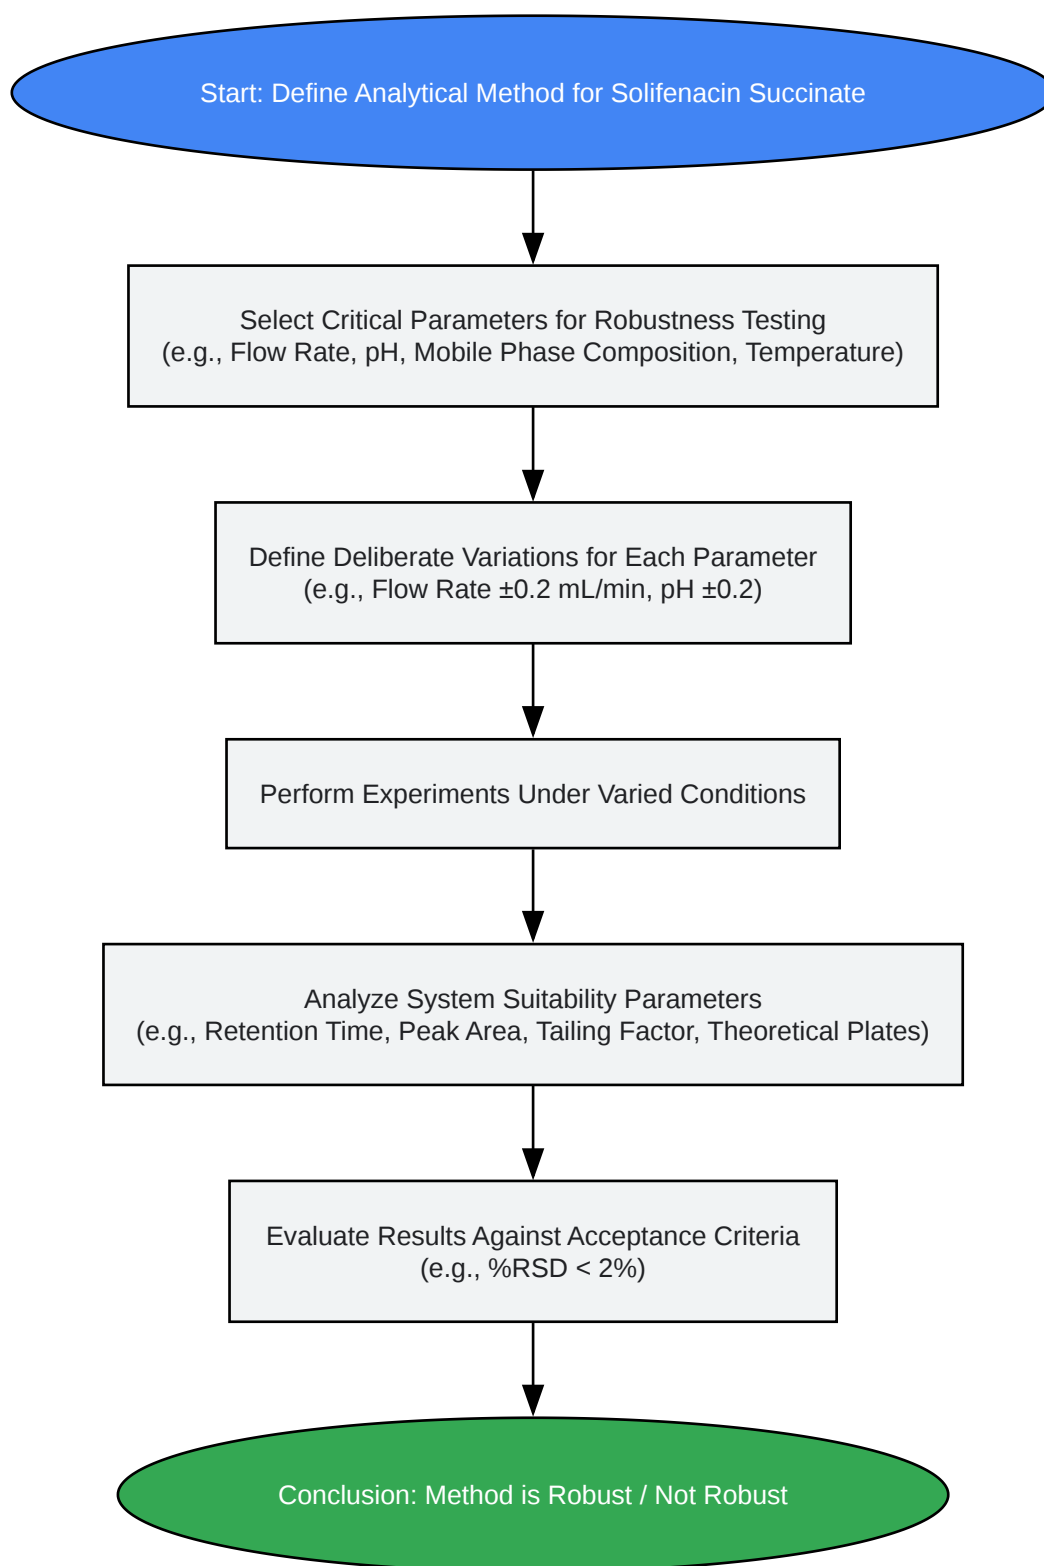 Start: Define Analytical Method for Solifenacin Succinate
Select Critical Parameters for Robustness Testing
(e.g., Flow Rate, pH, Mobile Phase Composition, Temperature)
Define Deliberate Variations for Each Parameter
(e.g., Flow Rate ±0.2 mL/min, pH ±0.2)
Perform Experiments Under Varied Conditions
Analyze System Suitability Parameters
(e.g., Retention Time, Peak Area, Tailing Factor, Theoretical Plates)
Evaluate Results Against Acceptance Criteria
(e.g., %RSD < 2%)
Conclusion: Method is Robust / Not Robust